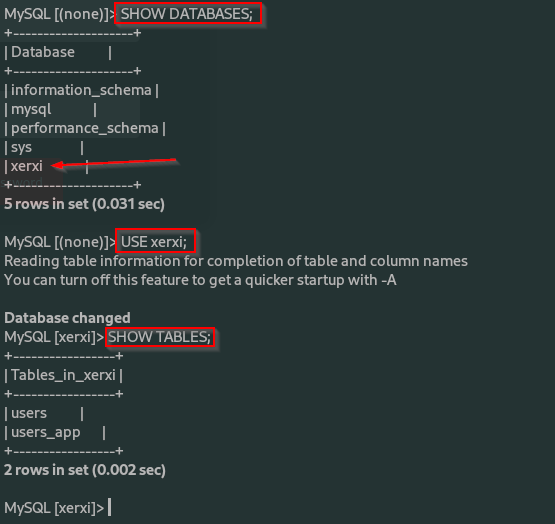 MySQL [(none)]> SHOW DATABASES;
+--------------------+
| Database           |
+--------------------+
| information_schema |
| mysql              |
| performance_schema |
| sys                |
| xerxi              |
+--------------------+
5 rows in set (0.031 sec)

MySQL [(none)]> USE xerxi;
Reading table information for completion of table and column names
You can turn off this feature to get a quicker startup with -A

Database changed
MySQL [xerxi]> SHOW TABLES;
+-----------------+
| Tables_in_xerxi |
+-----------------+
| users           |
| users_app       |
+-----------------+
2 rows in set (0.002 sec)

MySQL [xerxi]>